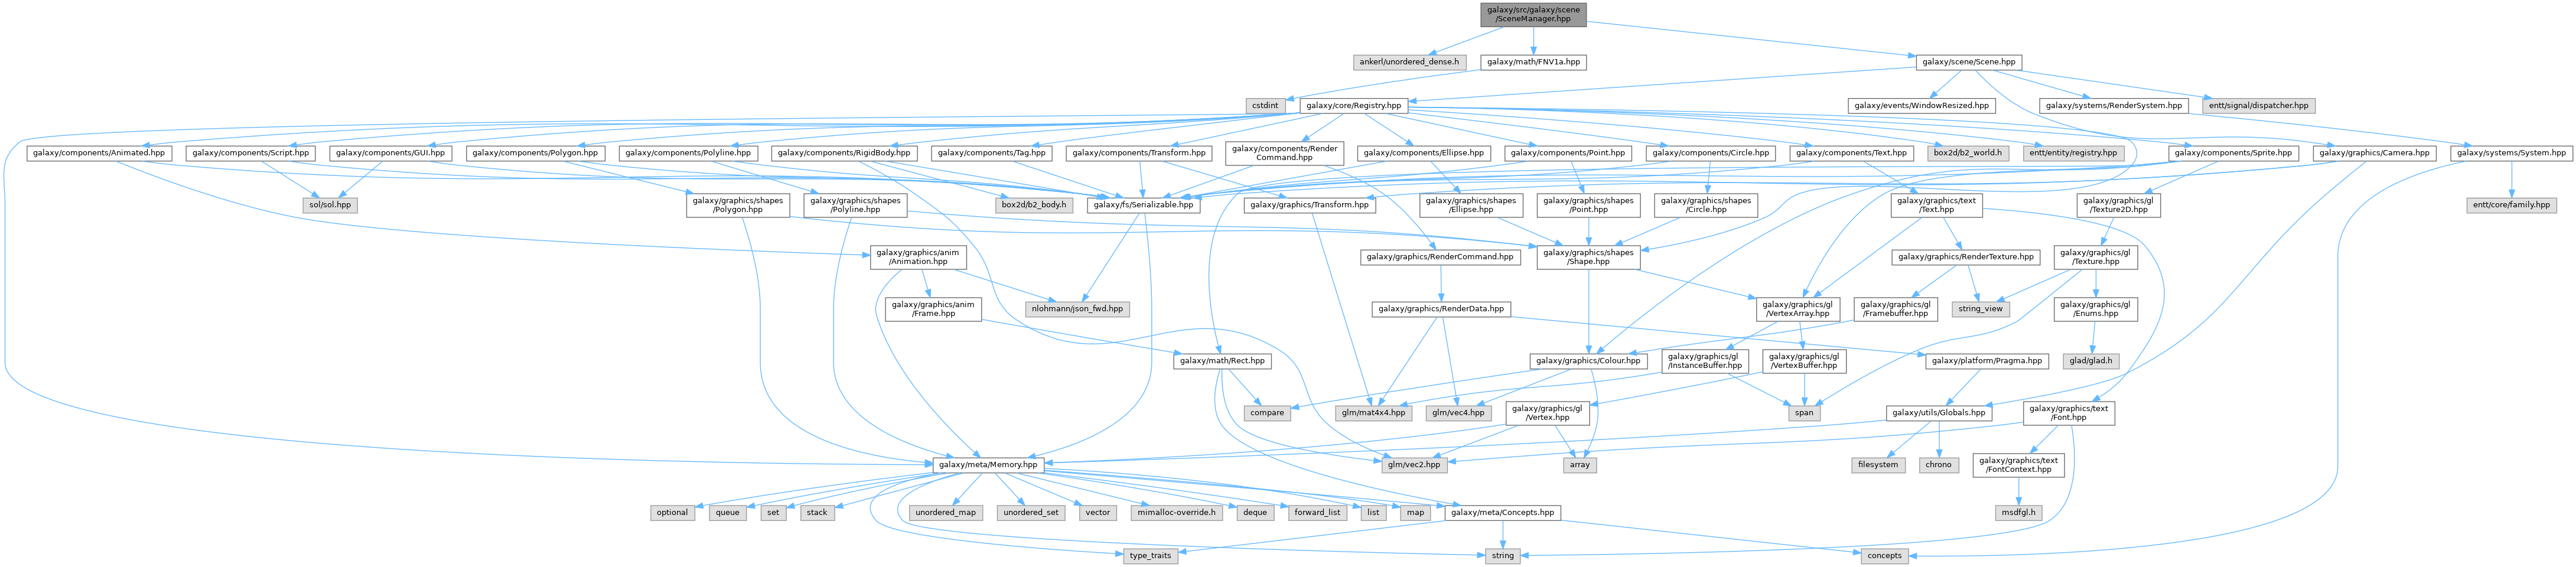 galaxy/src/galaxy/scene
/SceneManager.hpp
ankerl/unordered_dense.h
galaxy/math/FNV1a.hpp
galaxy/scene/Scene.hpp
cstdint
galaxy/core/Registry.hpp
galaxy/events/WindowResized.hpp
galaxy/systems/RenderSystem.hpp
entt/signal/dispatcher.hpp
galaxy/components/Animated.hpp
galaxy/components/Script.hpp
galaxy/components/GUI.hpp
galaxy/components/Polygon.hpp
galaxy/components/Polyline.hpp
galaxy/components/RigidBody.hpp
galaxy/components/Tag.hpp
galaxy/components/Transform.hpp
galaxy/components/Render
Command.hpp
galaxy/components/Ellipse.hpp
galaxy/components/Point.hpp
galaxy/components/Circle.hpp
galaxy/components/Text.hpp
box2d/b2_world.h
entt/entity/registry.hpp
galaxy/components/Sprite.hpp
galaxy/graphics/Camera.hpp
galaxy/systems/System.hpp
sol/sol.hpp
galaxy/graphics/shapes
/Polygon.hpp
galaxy/graphics/shapes
/Polyline.hpp
box2d/b2_body.h
galaxy/fs/Serializable.hpp
galaxy/graphics/Transform.hpp
galaxy/graphics/shapes
/Ellipse.hpp
galaxy/graphics/shapes
/Point.hpp
galaxy/graphics/shapes
/Circle.hpp
galaxy/graphics/text
/Text.hpp
galaxy/graphics/gl
/Texture2D.hpp
entt/core/family.hpp
galaxy/graphics/anim
/Animation.hpp
galaxy/graphics/RenderCommand.hpp
galaxy/graphics/shapes
/Shape.hpp
galaxy/graphics/RenderTexture.hpp
galaxy/graphics/gl
/Texture.hpp
galaxy/graphics/anim
/Frame.hpp
nlohmann/json_fwd.hpp
galaxy/graphics/RenderData.hpp
galaxy/graphics/gl
/VertexArray.hpp
galaxy/graphics/gl
/Framebuffer.hpp
string_view
galaxy/graphics/gl
/Enums.hpp
galaxy/math/Rect.hpp
galaxy/graphics/Colour.hpp
galaxy/graphics/gl
/InstanceBuffer.hpp
galaxy/graphics/gl
/VertexBuffer.hpp
galaxy/platform/Pragma.hpp
glad/glad.h
compare
glm/mat4x4.hpp
glm/vec4.hpp
galaxy/graphics/gl
/Vertex.hpp
span
galaxy/utils/Globals.hpp
galaxy/graphics/text
/Font.hpp
galaxy/meta/Memory.hpp
glm/vec2.hpp
array
filesystem
chrono
galaxy/graphics/text
/FontContext.hpp
optional
queue
set
stack
unordered_map
unordered_set
vector
mimalloc-override.h
deque
forward_list
list
map
galaxy/meta/Concepts.hpp
msdfgl.h
type_traits
string
concepts